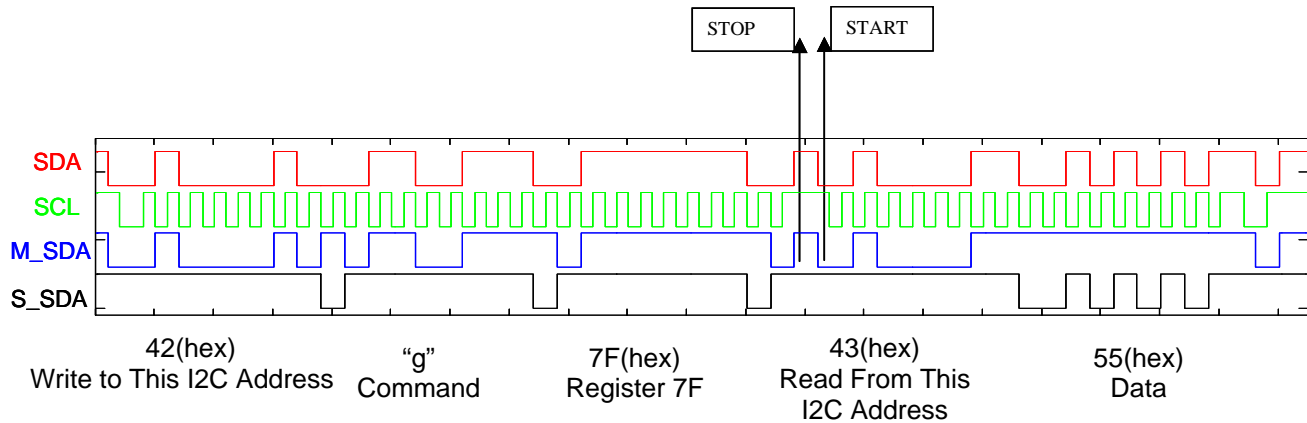 STOP
START
SDA
SCL
M_SDA
S_SDA
42(hex)
Write to This I2C Address
“g”
Command
7F(hex)
Register 7F
43(hex)
Read From This
I2C Address
55(hex)
Data